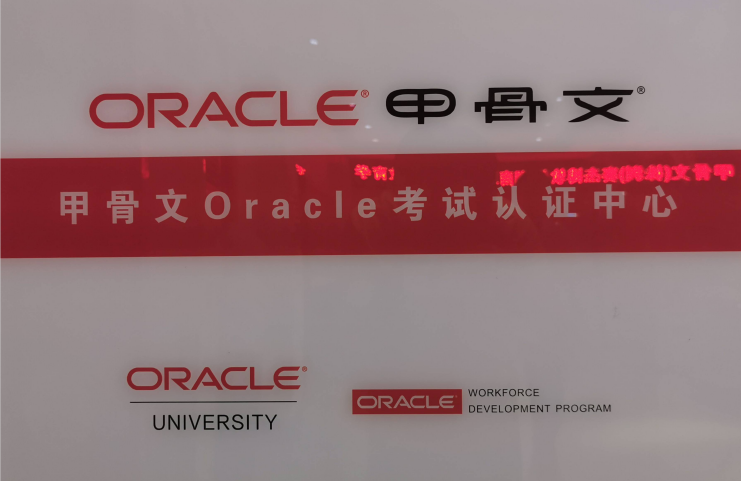 ORACLE® 甲骨文®
甲骨文Oracle考试认证中心
ORACLE®
UNIVERSITY
ORACLE®
WORKFORCE
DEVELOPMENT PROGRAM